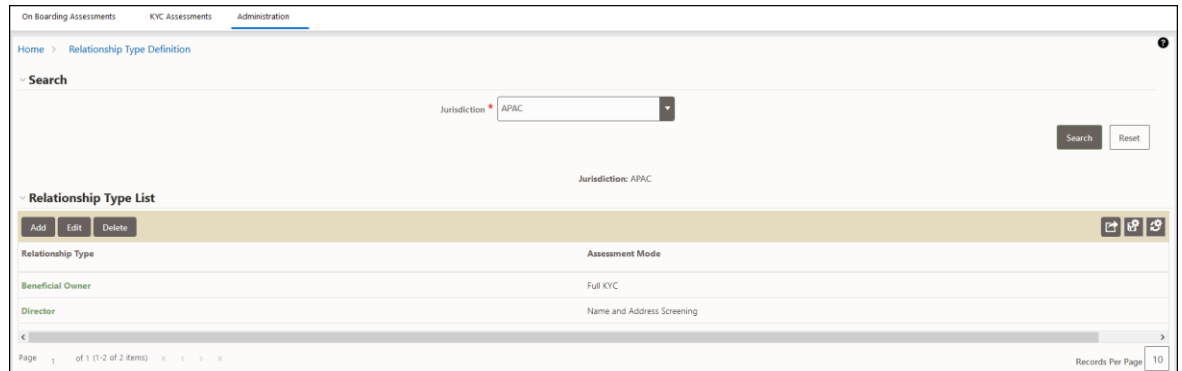 On Boarding Assessments KYC Assessments Administration
Home > Relationship Type Definition ?
Search
Jurisdiction * APAC
Search Reset
Jurisdiction: APAC
Relationship Type List
Add Edit Delete
Relationship Type Assessment Mode
Beneficial Owner Full KYC
Director Name and Address Screening
Page 1 of 1 (1-2 of 2 items) Records Per Page 10